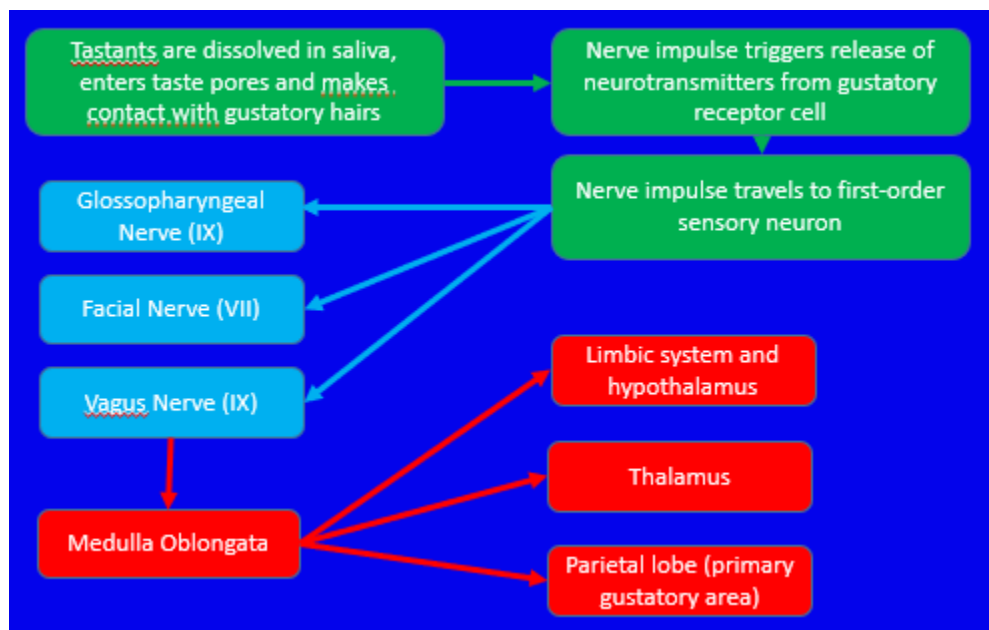 Tastants are dissolved in saliva,
enters taste pores and makes
contact with gustatory hairs
Nerve impulse triggers release of
neurotransmitters from gustatory
receptor cell
Nerve impulse travels to first-order
sensory neuron
Glossopharyngeal
Nerve (IX)
Facial Nerve (VII)
Vagus Nerve (IX)
Medulla Oblongata
Limbic system and
hypothalamus
Thalamus
Parietal lobe (primary
gustatory area)